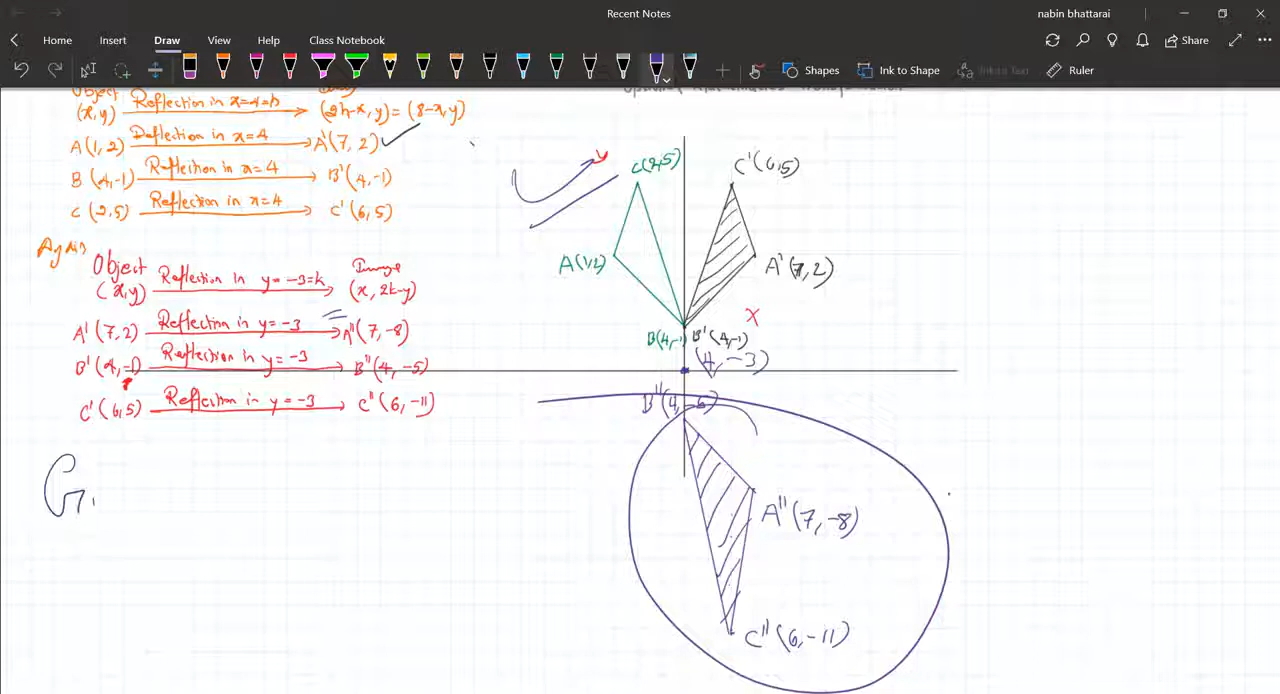 Recent Notes
nabin bhattarai
Home Insert Draw View Help Class Notebook
Share
Shapes
Ink to Shape
Ink to Text
Ruler
Object Reflection in x=4=h
(x,y) (2h-x, y) = (8-x, y)
A(1, 2) Reflection in x=4 A'(7, 2)
B (4,-1) Reflection in x=4 B'(4,-1)
C (2,5) Reflection in x=4 C'(6,5)
Again
Object Reflection in y = -3=k Image
(x,y) (x, 2k-y)
A'(7,2) Reflection in y=-3 A"(7,-8)
B'(4,-1) Reflection in y=-3 B"(4,-5)
C'(6,5) Reflection in y=-3 C"(6,-11)
G
C(2,5)
C'(6,5)
A(1,2)
A'(7,2)
X
B(4,-1)
B'(4,-1)
(4,-3)
A"(7,-8)
C"(6,-11)